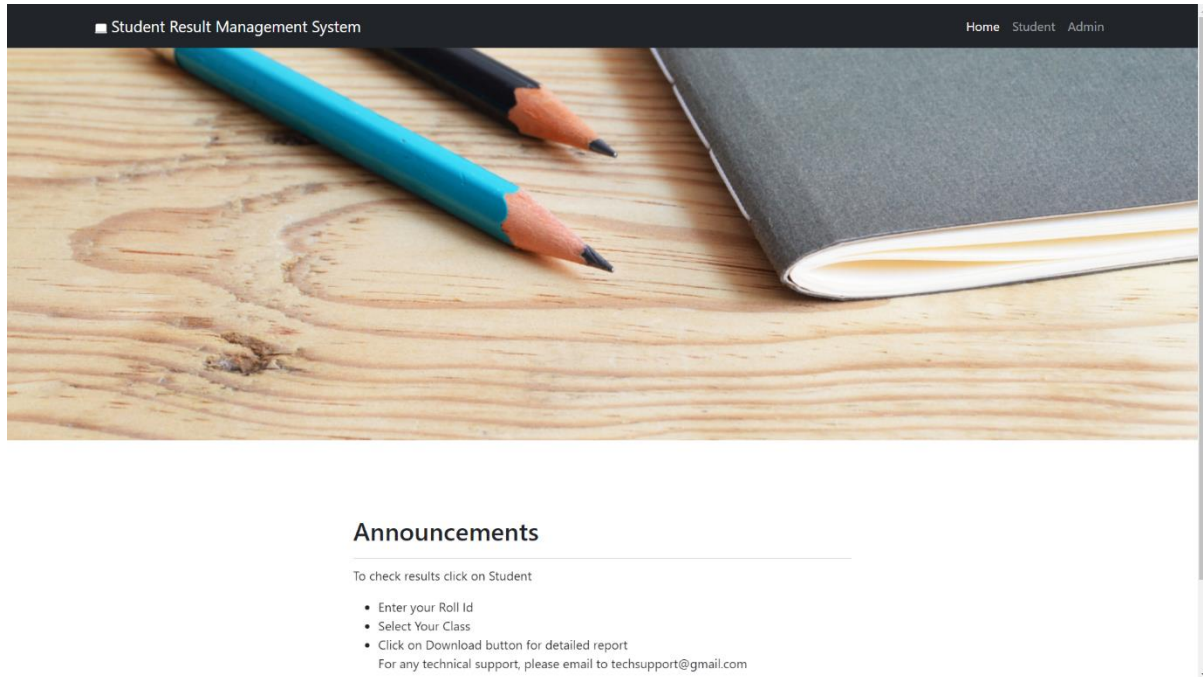 Student Result Management System
Home Student Admin
Announcements
To check results click on Student
• Enter your Roll Id
• Select Your Class
• Click on Download button for detailed report
For any technical support, please email to techsupport@gmail.com